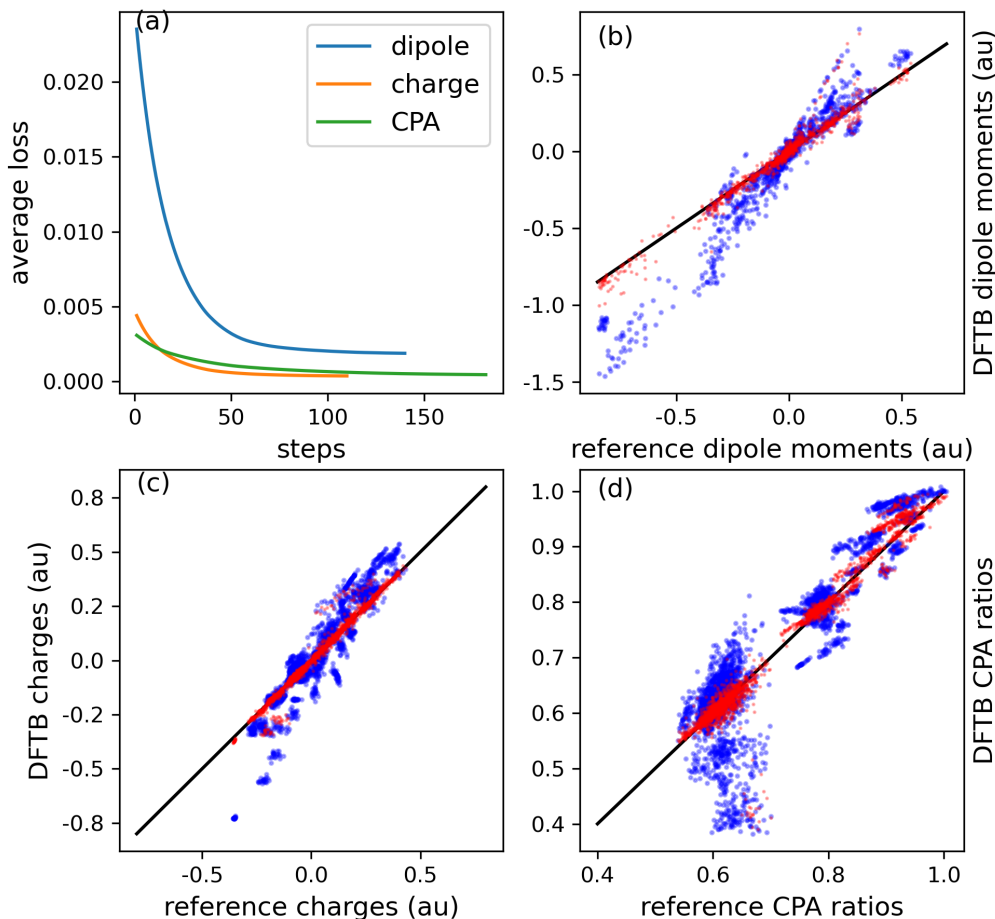 (a)
dipole
charge
CPA
0.020
0.015
0.010
0.005
0.000
average loss
0
50
100
150
steps
(b)
0.5
0.0
-0.5
-1.0
-1.5
DFTB dipole moments (au)
-0.5
0.0
0.5
reference dipole moments (au)
(c)
0.8
0.5
0.2
0.0
-0.2
-0.5
-0.8
DFTB charges (au)
-0.5
0.0
0.5
reference charges (au)
(d)
1.0
0.9
0.8
0.7
0.6
0.5
0.4
DFTB CPA ratios
0.4
0.6
0.8
1.0
reference CPA ratios